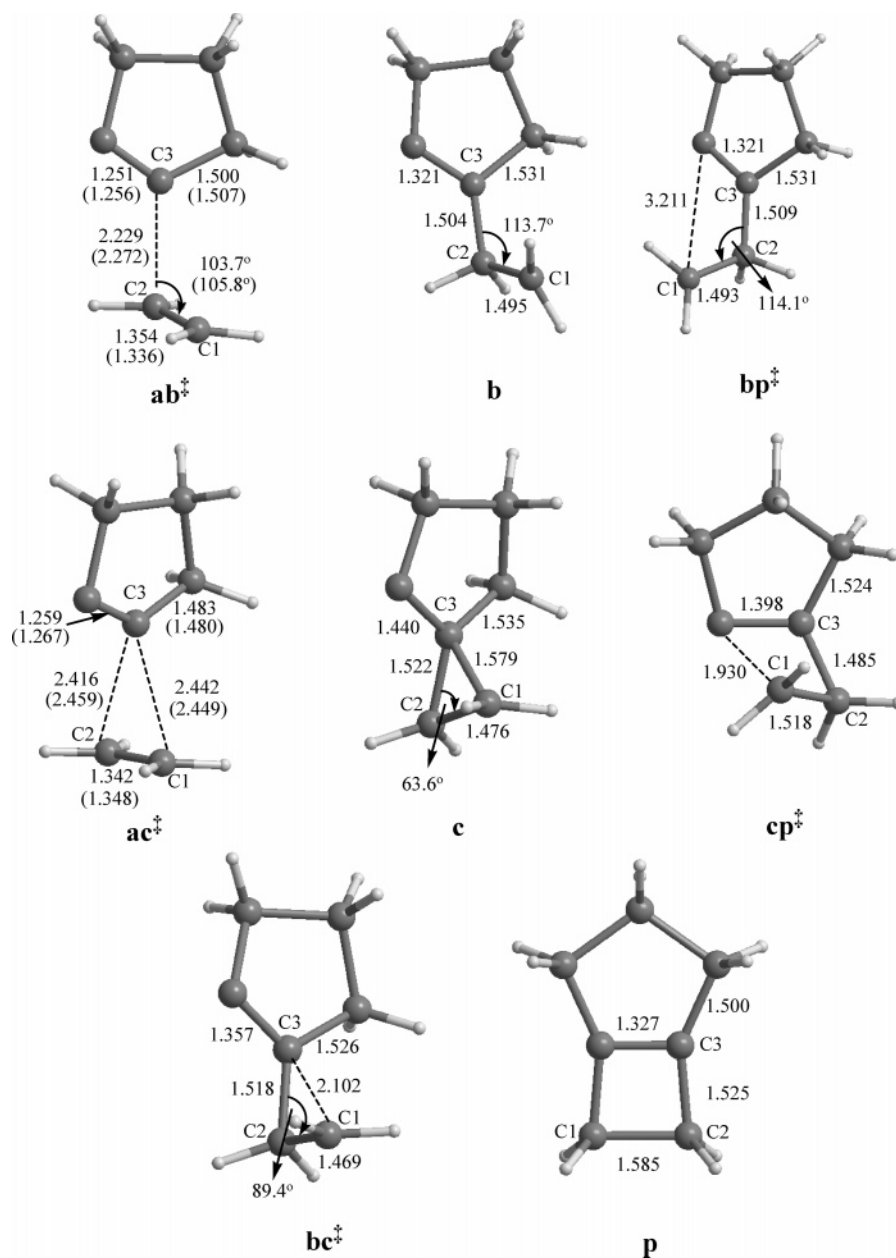 C3
1.251
(1.256)
1.500
(1.507)
2.229
(2.272)
103.7º
(105.8º)
C2
1.354
(1.336)
C1
ab‡
C3
1.321
1.531
1.504
113.7º
C2
C1
1.495
b
1.321
C3
1.531
3.211
1.509
C2
C1
1.493
114.1º
bp‡
C3
1.259
(1.267)
1.483
(1.480)
2.416
(2.459)
2.442
(2.449)
C2
C1
1.342
(1.348)
ac‡
C3
1.440
1.535
1.522
1.579
C2
C1
1.476
63.6º
c
1.524
1.398
C3
C1
1.930
1.485
1.518
C2
cp‡
C3
1.357
1.526
1.518
2.102
C1
C2
1.469
89.4º
bc‡
1.500
1.327
C3
1.525
C1
C2
1.585
p